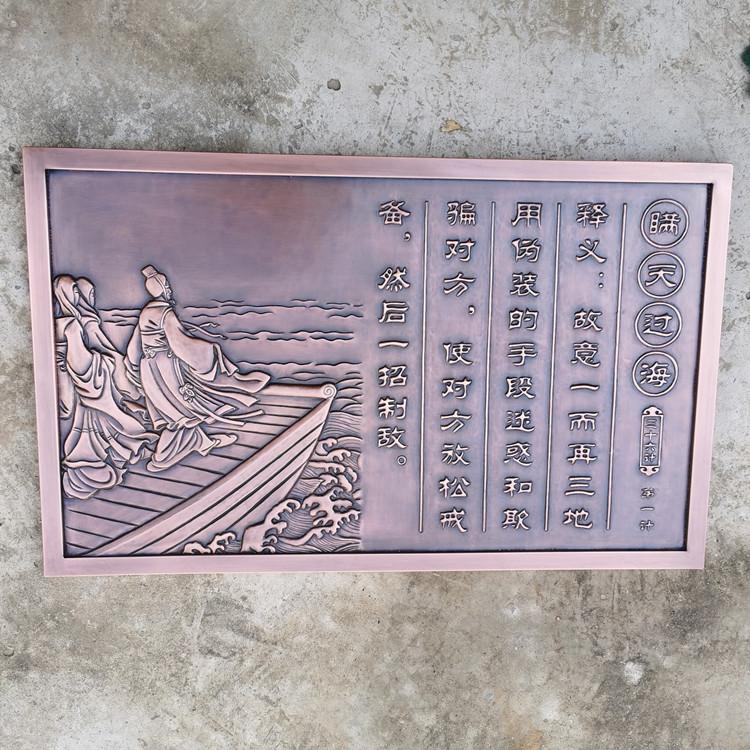 瞒天过海
三十六计
第一计
释义：故意一而再三地
用伪装的手段迷惑和欺
骗对方，使对方放松戒
备，然后一招制敌。